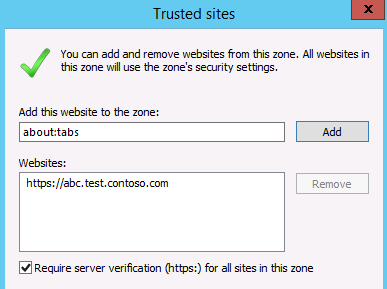 Trusted sites
x
You can add and remove websites from this zone. All websites in
this zone will use the zone's security settings.
Add this website to the zone:
about:tabs
Add
Websites:
https://abc.test.contoso.com
Remove
Require server verification (https:) for all sites in this zone